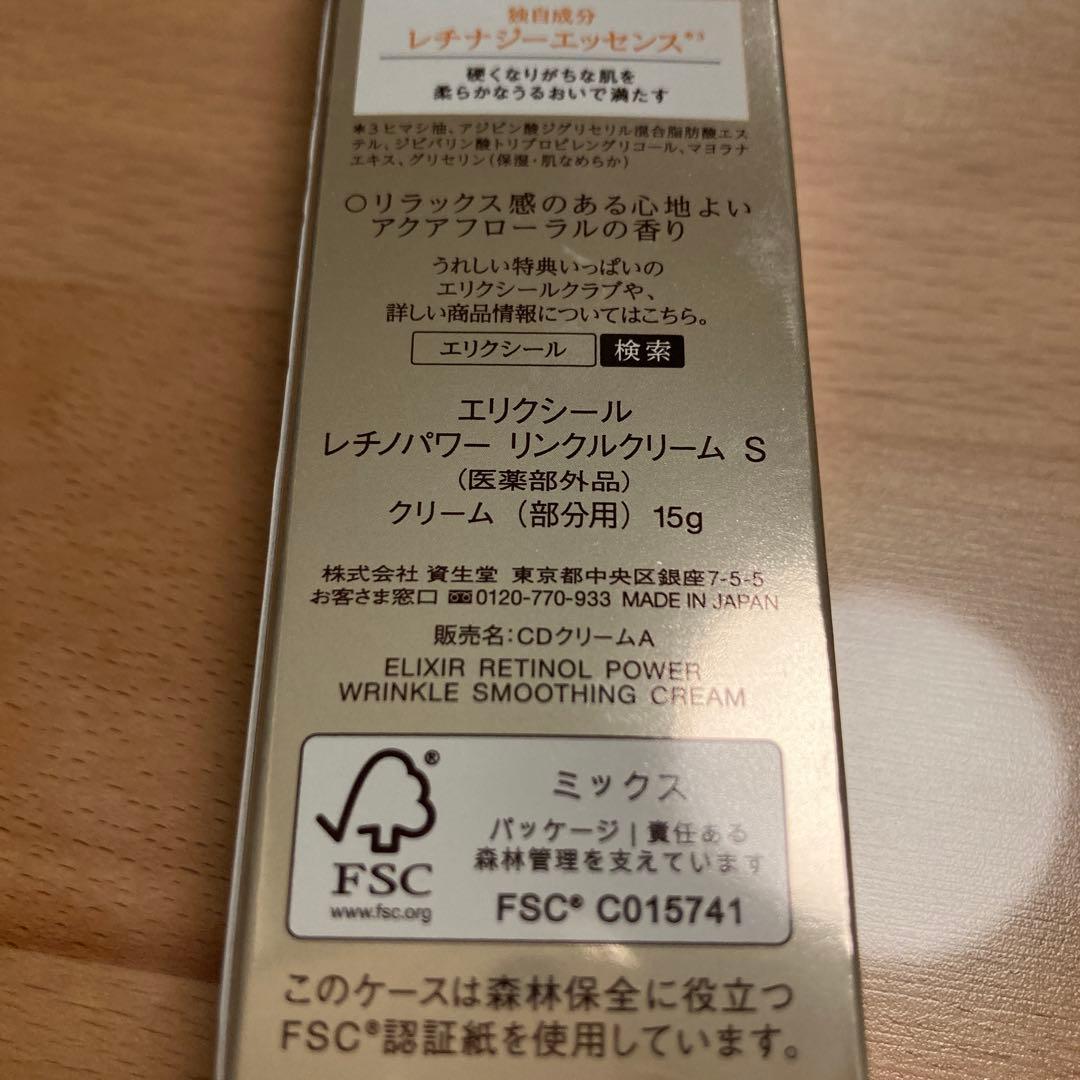 独自成分
レチナジーエッセンス*3
硬くなりがちな肌を
柔らかなうるおいで満たす
*3 ヒマシ油、アジピン酸ジグリセリル混合脂肪酸エス
テル、ジピバリン酸トリプロピレングリコール、マヨラナ
エキス、グリセリン(保湿・肌なめらか)
○リラックス感のある心地よい
アクアフローラルの香り
うれしい特典いっぱいの
エリクシールクラブや、
詳しい商品情報についてはこちら。
エリクシール 検索
エリクシール
レチノパワー リンクルクリーム S
(医薬部外品)
クリーム(部分用) 15g
株式会社 資生堂 東京都中央区銀座7-5-5
お客さま窓口 0120-770-933 MADE IN JAPAN
販売名:CDクリームA
ELIXIR RETINOL POWER
WRINKLE SMOOTHING CREAM
ミックス
パッケージ|責任ある
森林管理を支えています
FSC® C015741
®
FSC
www.fsc.org
このケースは森林保全に役立つ
FSC®認証紙を使用しています。